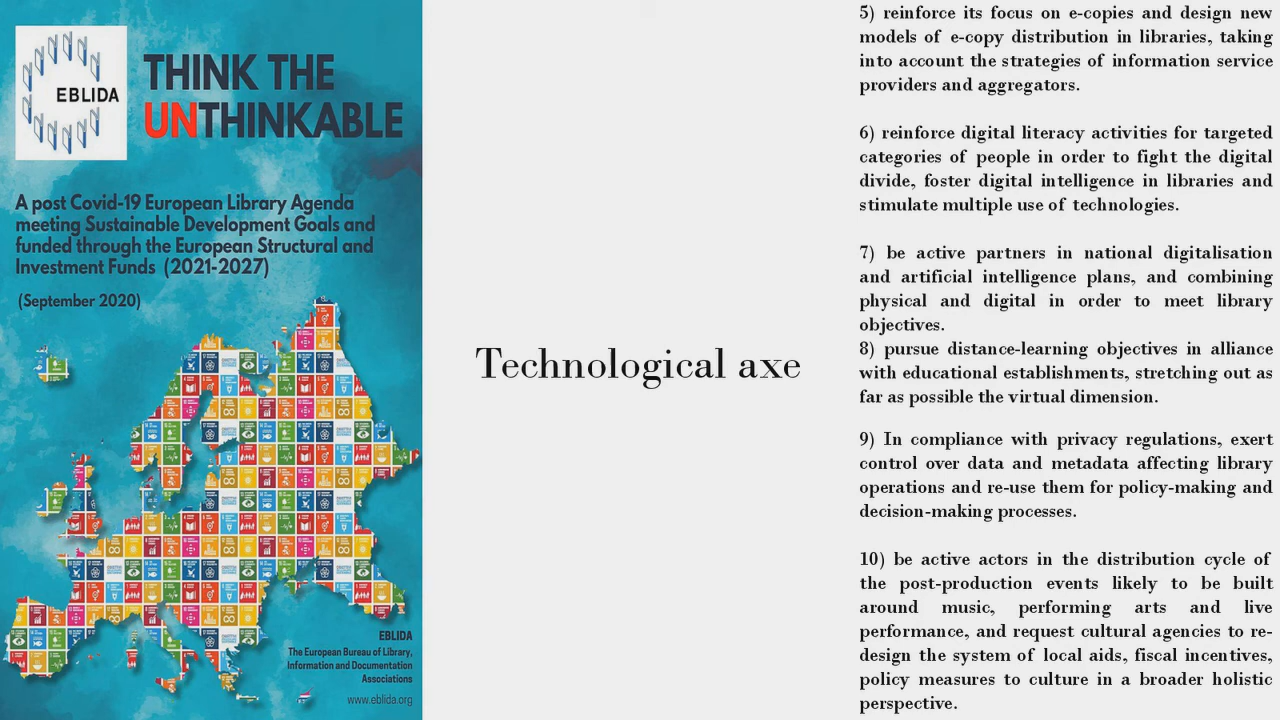 EBLIDA
THINK THE
UNTHINKABLE
A post Covid-19 European Library Agenda
meeting Sustainable Development Goals and
funded through the European Structural and
Investment Funds (2021-2027)
(September 2020)
EBLIDA
The European Bureau of Library,
Information and Documentation
Associations
www.eblida.org
Technological axe
5) reinforce its focus on e-copies and design new
models of e-copy distribution in libraries, taking
into account the strategies of information service
providers and aggregators.
6) reinforce digital literacy activities for targeted
categories of people in order to fight the digital
divide, foster digital intelligence in libraries and
stimulate multiple use of technologies.
7) be active partners in national digitalisation
and artificial intelligence plans, and combining
physical and digital in order to meet library
objectives.
8) pursue distance-learning objectives in alliance
with educational establishments, stretching out as
far as possible the virtual dimension.
9) In compliance with privacy regulations, exert
control over data and metadata affecting library
operations and re-use them for policy-making and
decision-making processes.
10) be active actors in the distribution cycle of
the post-production events likely to be built
around music, performing arts and live
performance, and request cultural agencies to re-
design the system of local aids, fiscal incentives,
policy measures to culture in a broader holistic
perspective.